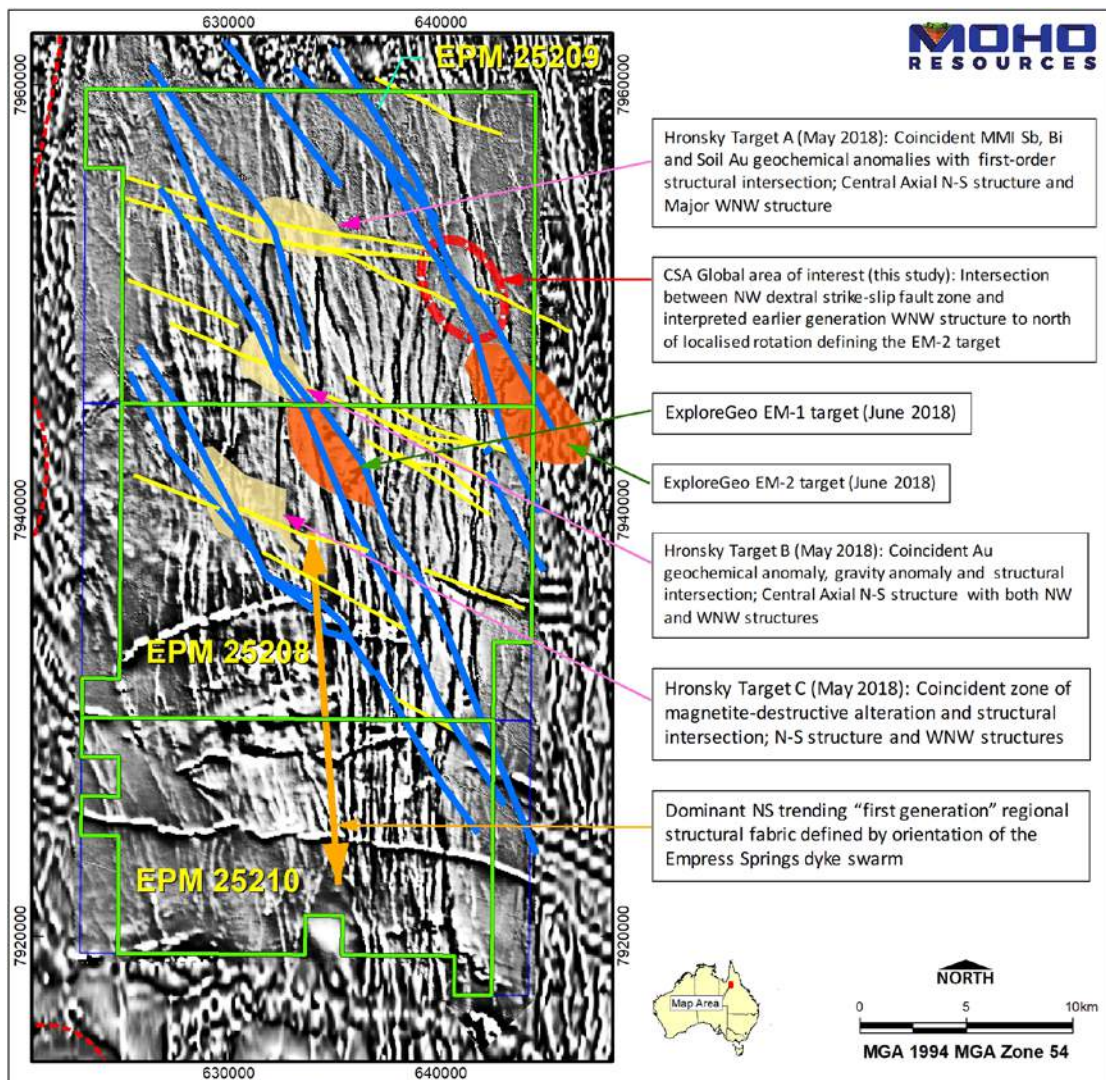 630000
640000
MOHO
RESOURCES
EPM 25209
7960000
7960000
Hronsky Target A (May 2018): Coincident MMI Sb, Bi
and Soil Au geochemical anomalies with first-order
structural intersection; Central Axial N-S structure and
Major WNW structure
CSA Global area of interest (this study): Intersection
between NW dextral strike-slip fault zone and
interpreted earlier generation WNW structure to north
of localised rotation defining the EM-2 target
ExploreGeo EM-1 target (June 2018)
ExploreGeo EM-2 target (June 2018)
7940000
7940000
Hronsky Target B (May 2018): Coincident Au
geochemical anomaly, gravity anomaly and structural
intersection; Central Axial N-S structure with both NW
and WNW structures
EPM 25208
Hronsky Target C (May 2018): Coincident zone of
magnetite-destructive alteration and structural
intersection; N-S structure and WNW structures
Dominant NS trending “first generation” regional
structural fabric defined by orientation of the
Empress Springs dyke swarm
EPM 25210
7920000
7920000
Map Area
NORTH
0 5 10km
MGA 1994 MGA Zone 54
630000
640000